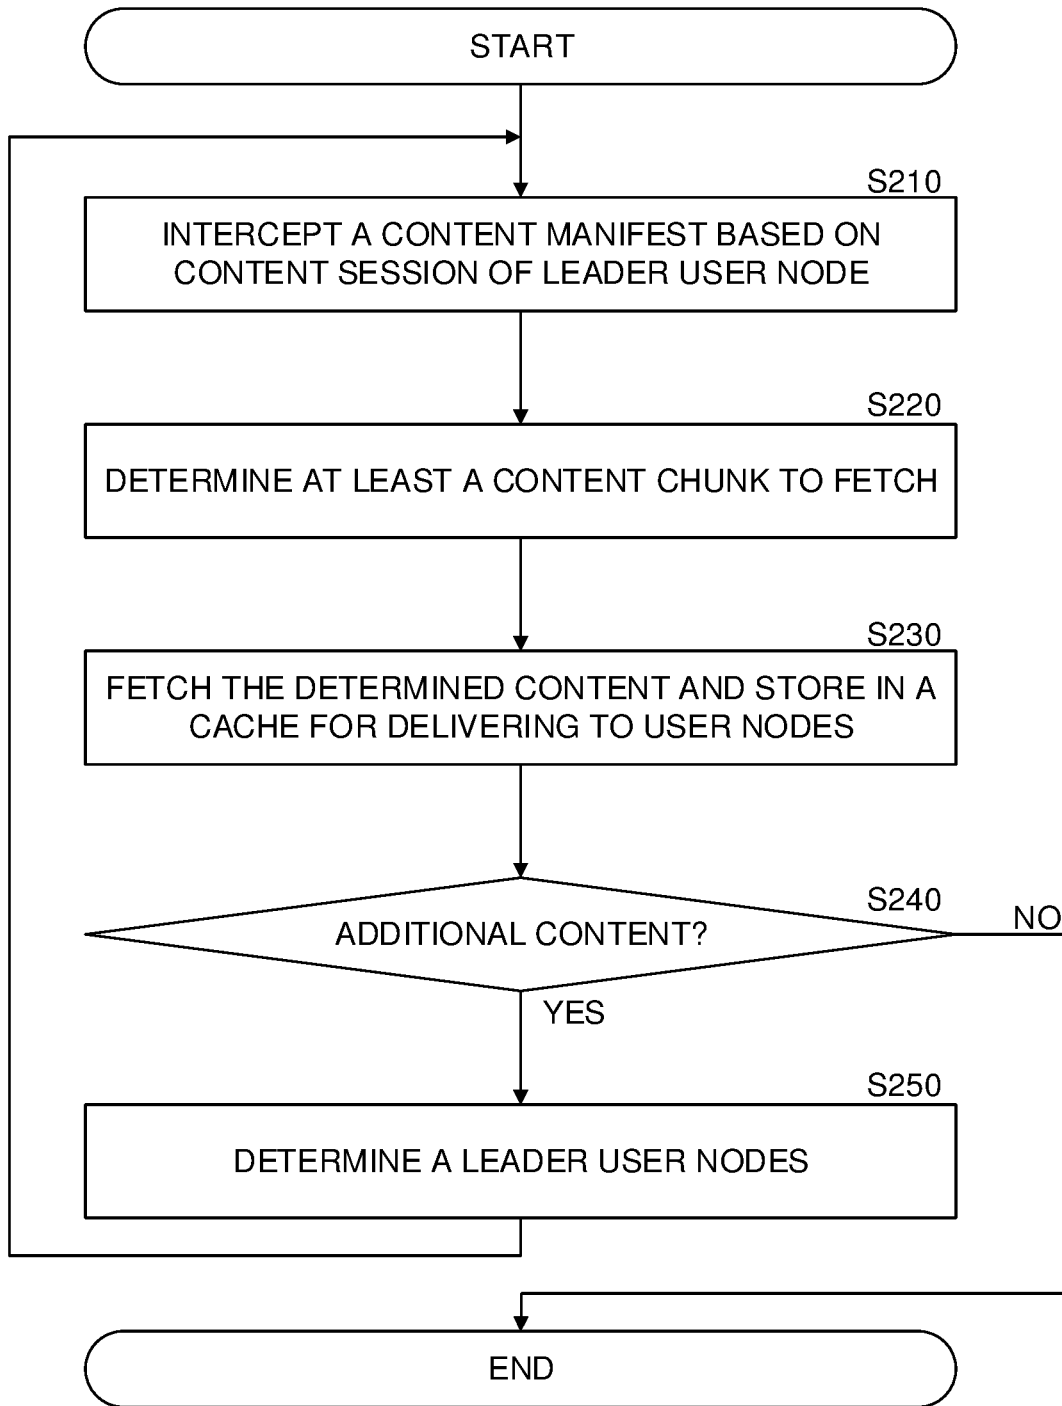 START
S210
INTERCEPT A CONTENT MANIFEST BASED ON
CONTENT SESSION OF LEADER USER NODE
S220
DETERMINE AT LEAST A CONTENT CHUNK TO FETCH
S230
FETCH THE DETERMINED CONTENT AND STORE IN A
CACHE FOR DELIVERING TO USER NODES
S240
ADDITIONAL CONTENT?
NO
YES
S250
DETERMINE A LEADER USER NODES
END